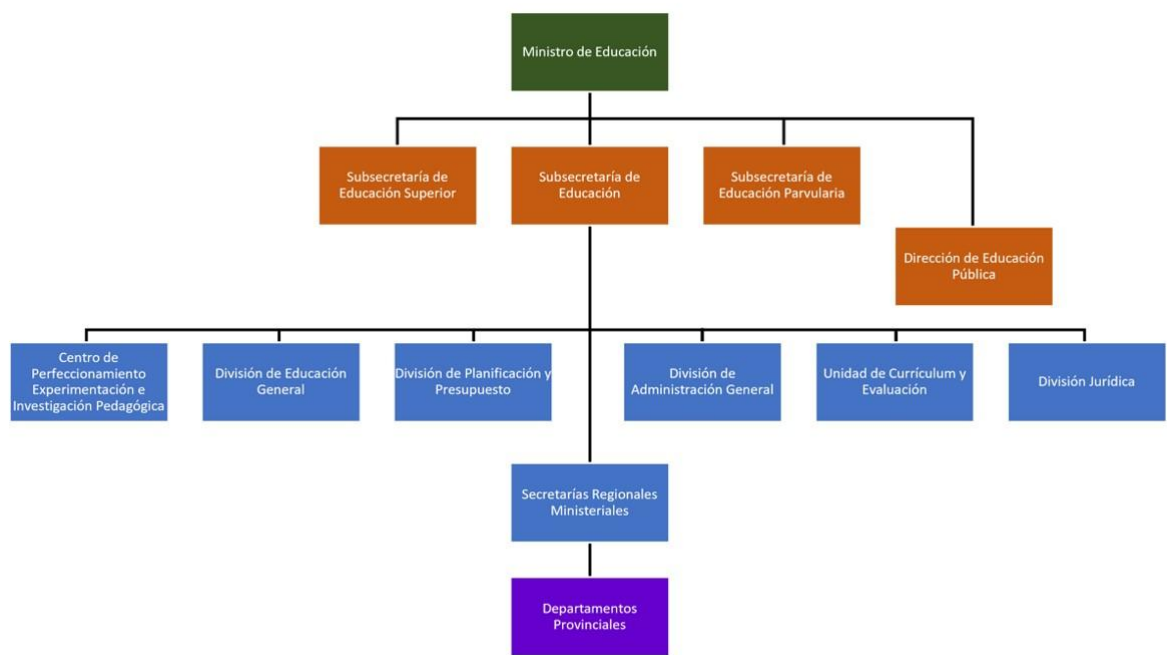 Ministro de Educación
Subsecretaría de
Educación Superior
Subsecretaría de
Educación
Subsecretaría de
Educación Parvularia
Dirección de Educación
Pública
Centro de
Perfeccionamiento
Experimentación e
Investigación Pedagógica
División de Educación
General
División de Planificación y
Presupuesto
División de
Administración General
Unidad de Currículum y
Evaluación
División Jurídica
Secretarías Regionales
Ministeriales
Departamentos
Provinciales